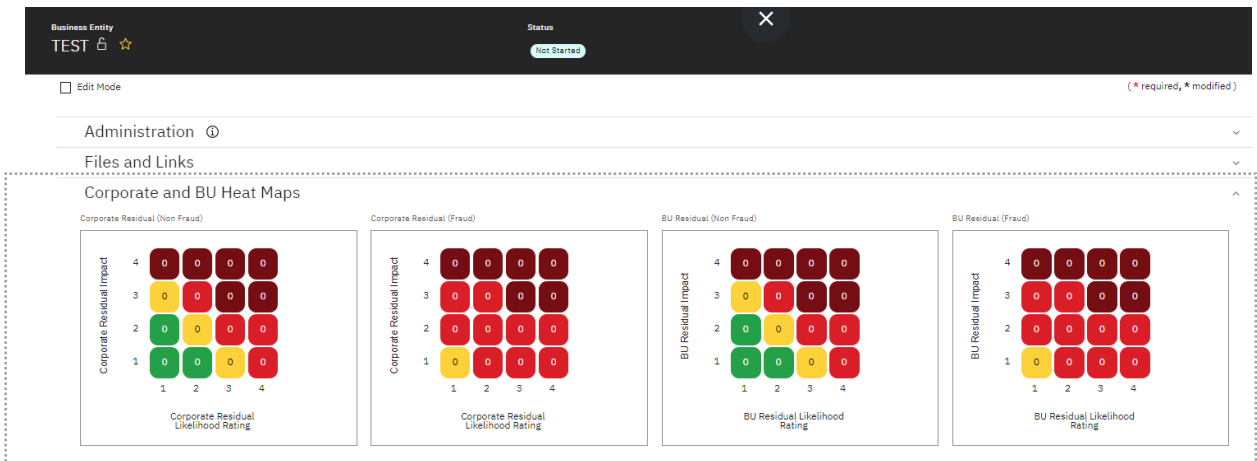 Business Entity
TEST
Status
Not Started
Edit Mode
(* required, * modified)
Administration
Files and Links
Corporate and BU Heat Maps
Corporate Residual (Non Fraud)
Corporate Residual Impact
4 0 0 0 0
3 0 0 0 0
2 0 0 0 0
1 0 0 0 0
1 2 3 4
Corporate Residual
Likelihood Rating
Corporate Residual (Fraud)
Corporate Residual Impact
4 0 0 0 0
3 0 0 0 0
2 0 0 0 0
1 0 0 0 0
1 2 3 4
Corporate Residual
Likelihood Rating
BU Residual (Non Fraud)
BU Residual Impact
4 0 0 0 0
3 0 0 0 0
2 0 0 0 0
1 0 0 0 0
1 2 3 4
BU Residual Likelihood
Rating
BU Residual (Fraud)
BU Residual Impact
4 0 0 0 0
3 0 0 0 0
2 0 0 0 0
1 0 0 0 0
1 2 3 4
BU Residual Likelihood
Rating